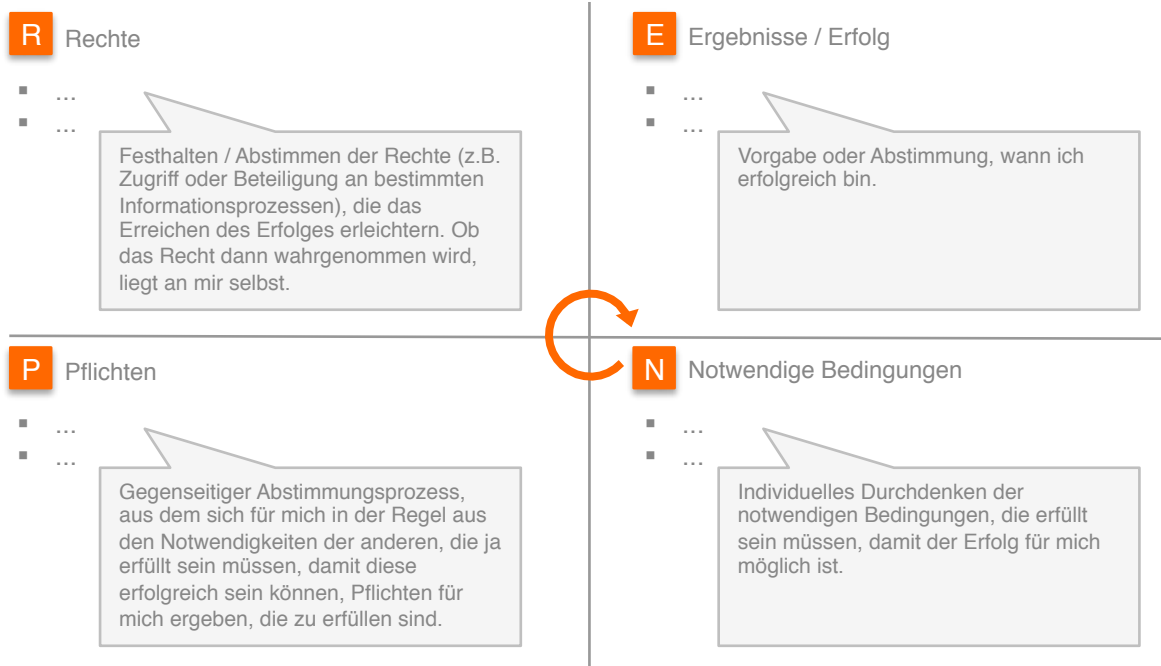 R Rechte
...
...
Festhalten / Abstimmen der Rechte (z.B.
Zugriff oder Beteiligung an bestimmten
Informationsprozessen), die das
Erreichen des Erfolges erleichtern. Ob
das Recht dann wahrgenommen wird,
liegt an mir selbst.
E Ergebnisse / Erfolg
...
...
Vorgabe oder Abstimmung, wann ich
erfolgreich bin.
P Pflichten
...
...
Gegenseitiger Abstimmungsprozess,
aus dem sich für mich in der Regel aus
den Notwendigkeiten der anderen, die ja
erfüllt sein müssen, damit diese
erfolgreich sein können, Pflichten für
mich ergeben, die zu erfüllen sind.
N Notwendige Bedingungen
...
...
Individuelles Durchdenken der
notwendigen Bedingungen, die erfüllt
sein müssen, damit der Erfolg für mich
möglich ist.